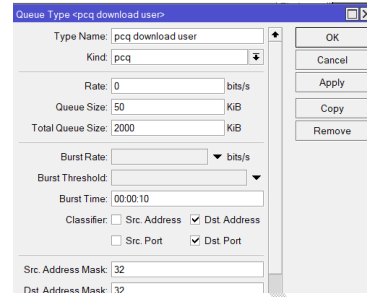 Queue Type <pcq download user>
Type Name: pcq download user
OK
Kind: pcq
Cancel
Rate: 0 bits/s
Apply
Queue Size: 50 KiB
Copy
Total Queue Size: 2000 KiB
Remove
Burst Rate: bits/s
Burst Threshold:
Burst Time: 00:00:10
Classifier: Src. Address Dst. Address
Src. Port Dst. Port
Src. Address Mask: 32
Dst. Address Mask: 32